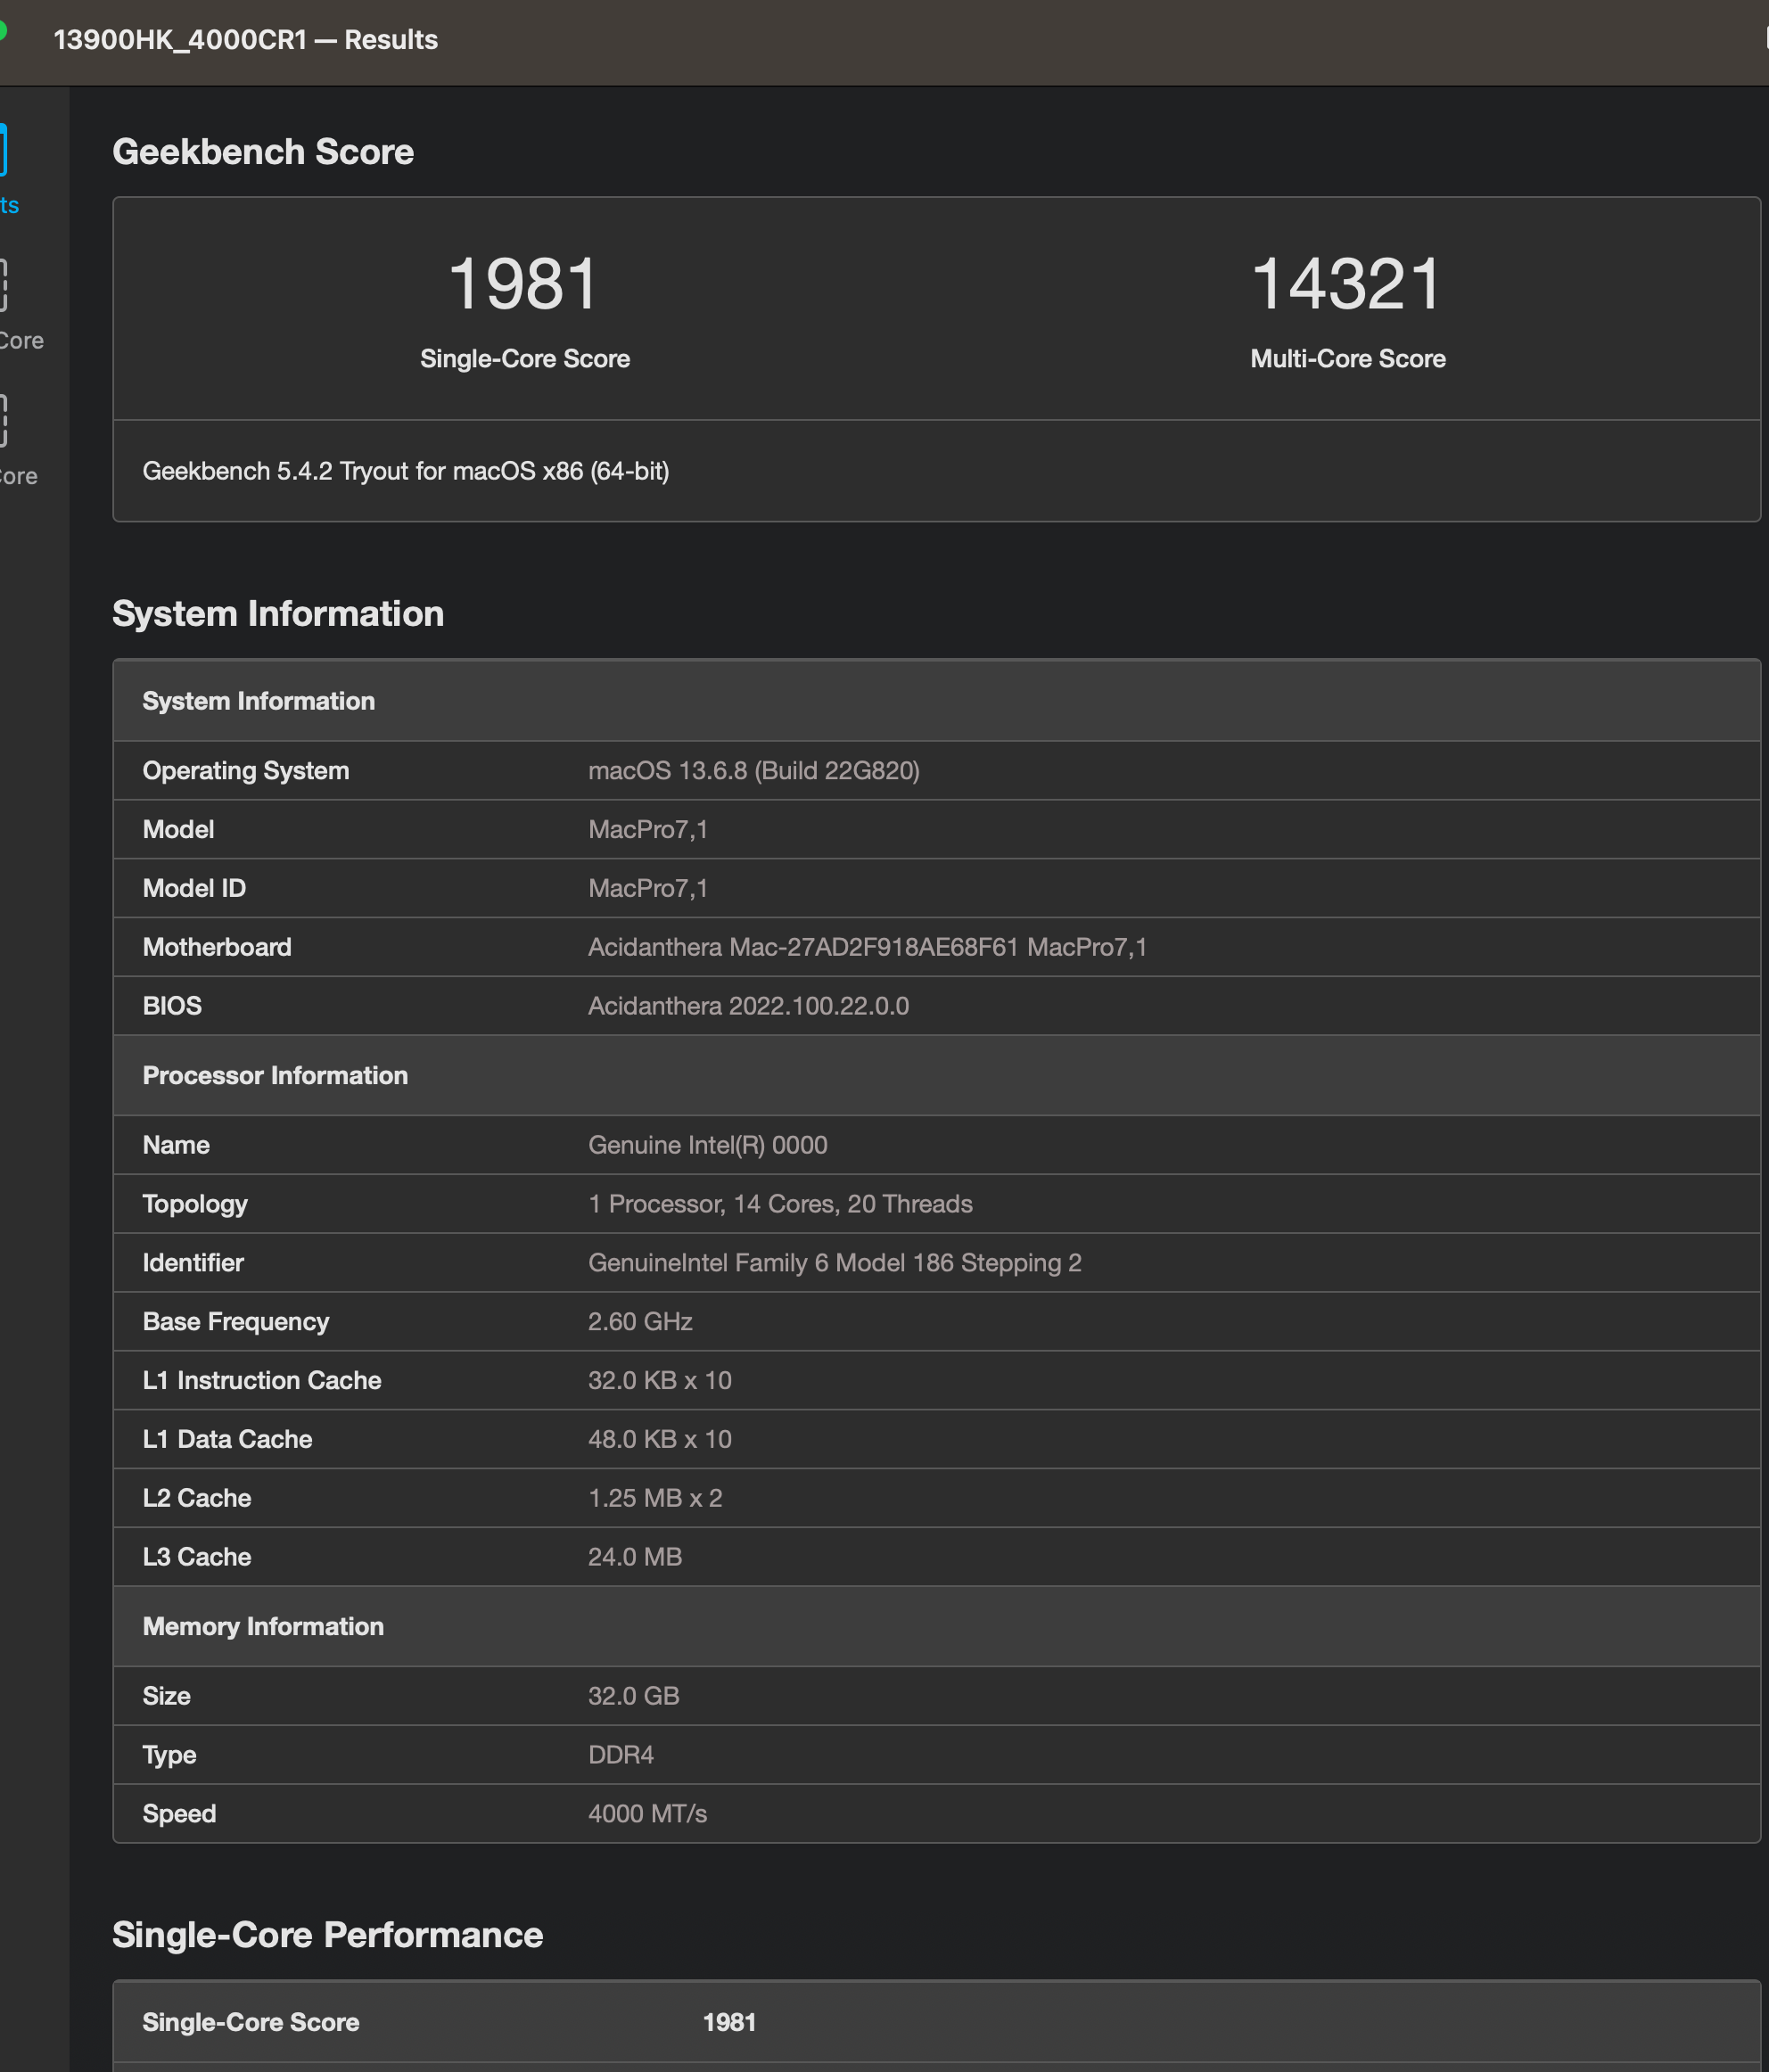 13900HK_4000CR1 — Results
ts
Core
ore
Geekbench Score
1981 14321
Single-Core Score Multi-Core Score
Geekbench 5.4.2 Tryout for macOS x86 (64-bit)
System Information
System Information
Operating System macOS 13.6.8 (Build 22G820)
Model MacPro7,1
Model ID MacPro7,1
Motherboard Acidanthera Mac-27AD2F918AE68F61 MacPro7,1
BIOS Acidanthera 2022.100.22.0.0
Processor Information
Name Genuine Intel(R) 0000
Topology 1 Processor, 14 Cores, 20 Threads
Identifier GenuineIntel Family 6 Model 186 Stepping 2
Base Frequency 2.60 GHz
L1 Instruction Cache 32.0 KB x 10
L1 Data Cache 48.0 KB x 10
L2 Cache 1.25 MB x 2
L3 Cache 24.0 MB
Memory Information
Size 32.0 GB
Type DDR4
Speed 4000 MT/s
Single-Core Performance
Single-Core Score 1981